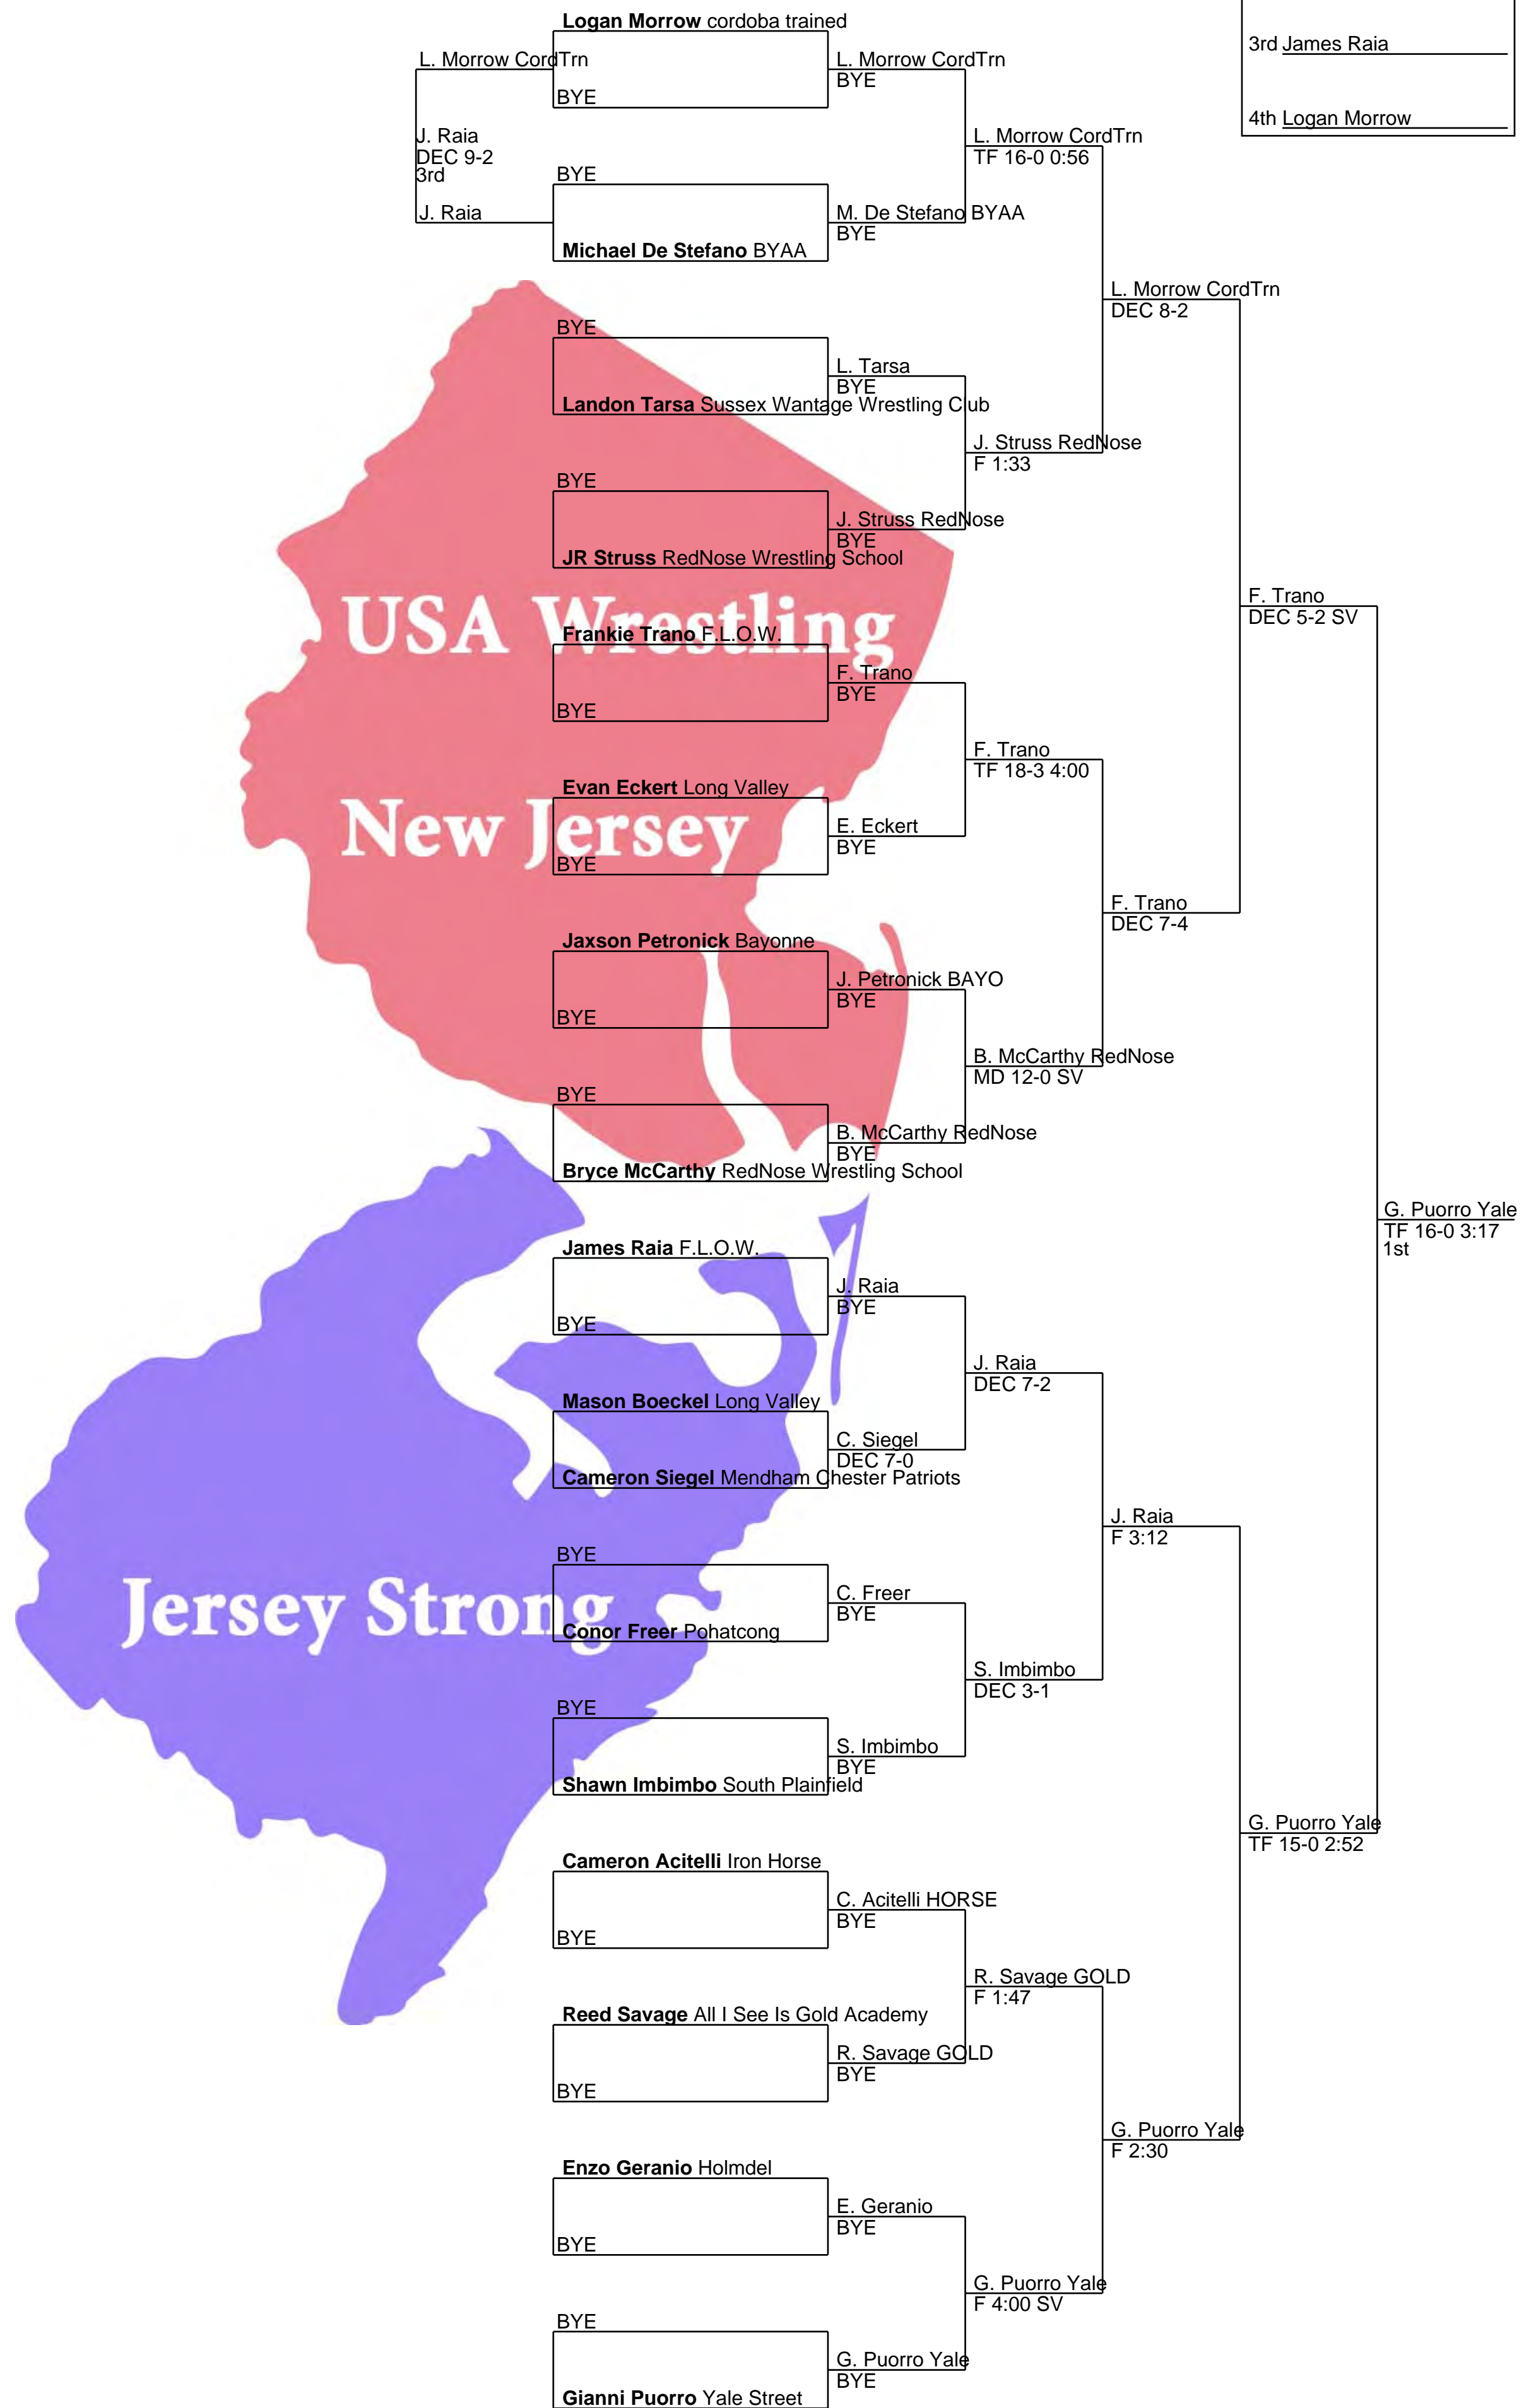 Logan Morrow cordoba trained
L. Morrow CordTrn
BYE
L. Morrow CordTrn
BYE
3rd James Raia
4th Logan Morrow
J. Raia
DEC 9-2
3rd
J. Raia
L. Morrow CordTrn
TF 16-0 0:56
BYE
M. De Stefano BYAA
BYE
Michael De Stefano BYAA
L. Morrow CordTrn
DEC 8-2
BYE
L. Tarsa
BYE
Landon Tarsa Sussex Wantage Wrestling Club
J. Struss RedNose
F 1:33
BYE
J. Struss RedNose
BYE
JR Struss RedNose Wrestling School
USA Wrestling
New Jersey
F. Trano
DEC 5-2 SV
Frankie Trano F.L.O.W.
F. Trano
BYE
BYE
F. Trano
TF 18-3 4:00
Evan Eckert Long Valley
E. Eckert
BYE
BYE
F. Trano
DEC 7-4
Jaxson Petronick Bayonne
J. Petronick BAYO
BYE
BYE
B. McCarthy RedNose
MD 12-0 SV
BYE
B. McCarthy RedNose
BYE
Bryce McCarthy RedNose Wrestling School
G. Puorro Yale
TF 16-0 3:17
1st
James Raia F.L.O.W.
J. Raia
BYE
BYE
J. Raia
DEC 7-2
Mason Boeckel Long Valley
C. Siegel
DEC 7-0
Cameron Siegel Mendham Chester Patriots
J. Raia
F 3:12
BYE
C. Freer
BYE
Conor Freer Pohatcong
Jersey Strong
S. Imbimbo
DEC 3-1
BYE
S. Imbimbo
BYE
Shawn Imbimbo South Plainfield
G. Puorro Yale
TF 15-0 2:52
Cameron Acitelli Iron Horse
C. Acitelli HORSE
BYE
BYE
R. Savage GOLD
F 1:47
Reed Savage All I See Is Gold Academy
R. Savage GOLD
BYE
BYE
G. Puorro Yale
F 2:30
Enzo Geranio Holmdel
E. Geranio
BYE
BYE
G. Puorro Yale
F 4:00 SV
BYE
G. Puorro Yale
BYE
Gianni Puorro Yale Street